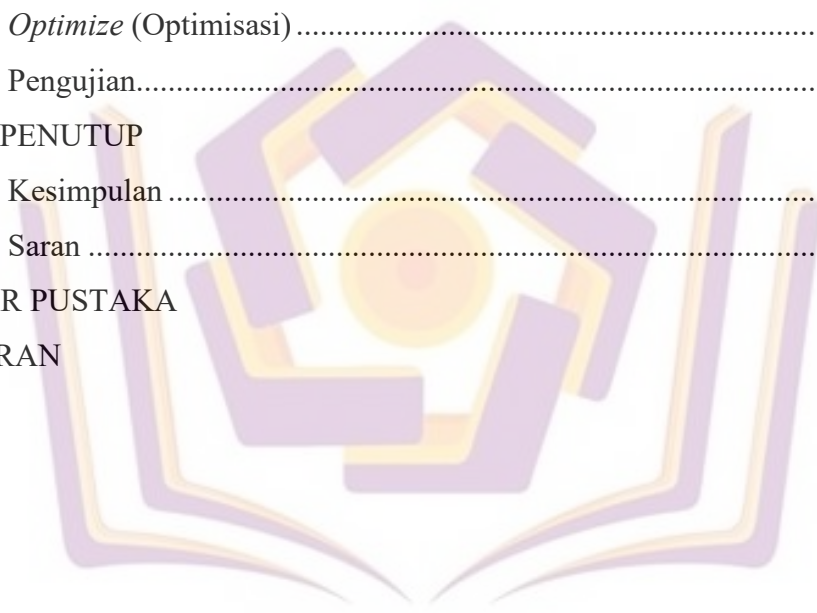 Optimize (Optimisasi) ........................................................................
Pengujian.............................................................................................
PENUTUP
Kesimpulan .........................................................................................
Saran ...................................................................................................
R PUSTAKA
RAN